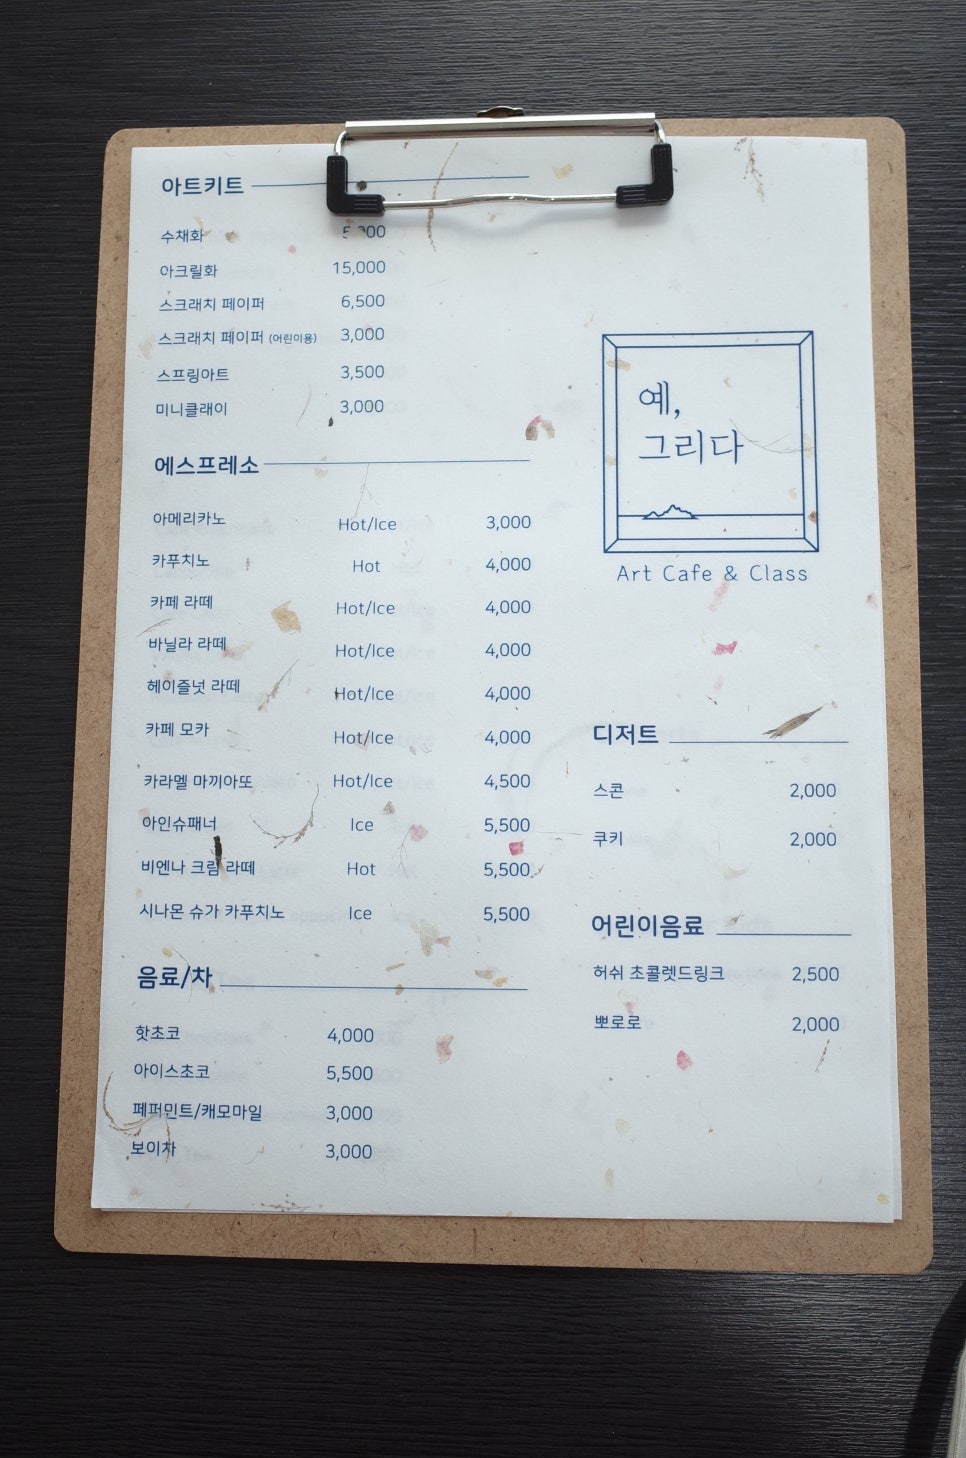 아트키트
수채화
아크릴화 15,000
스크래치 페이퍼 6,500
스크래치 페이퍼 (어린이용) 3,000
스프링아트 3,500
미니클래이 3,000
에스프레소
아메리카노 Hot/Ice 3,000
카푸치노 Hot 4,000
카페 라떼 Hot/Ice 4,000
바닐라 라떼 Hot/Ice 4,000
헤이즐넛 라떼 Hot/Ice 4,000
카페 모카 Hot/Ice 4,000
카라멜 마끼아또 Hot/Ice 4,500
아인슈패너 Ice 5,500
비엔나 크림 라떼 Hot 5,500
시나몬 슈가 카푸치노 Ice 5,500
음료/차
핫초코 4,000
아이스초코 5,500
페퍼민트/캐모마일 3,000
보이차 3,000
예,
그리다
Art Cafe & Class
디저트
스콘 2,000
쿠키 2,000
어린이음료
허쉬 초콜렛드링크 2,500
뽀로로 2,000